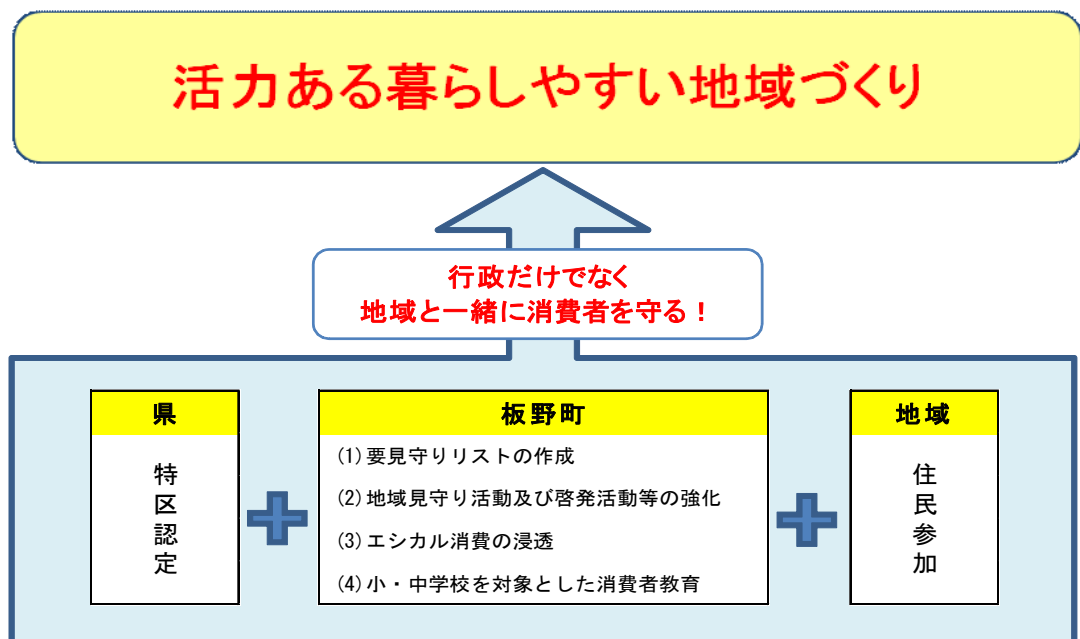 活力ある暮らしやすい地域づくり
行政だけでなく
地域と一緒に消費者を守る！
県
特区認定
板野町
(1)要見守りリストの作成
(2)地域見守り活動及び啓発活動等の強化
(3)エシカル消費の浸透
(4)小・中学校を対象とした消費者教育
地域
住民参加